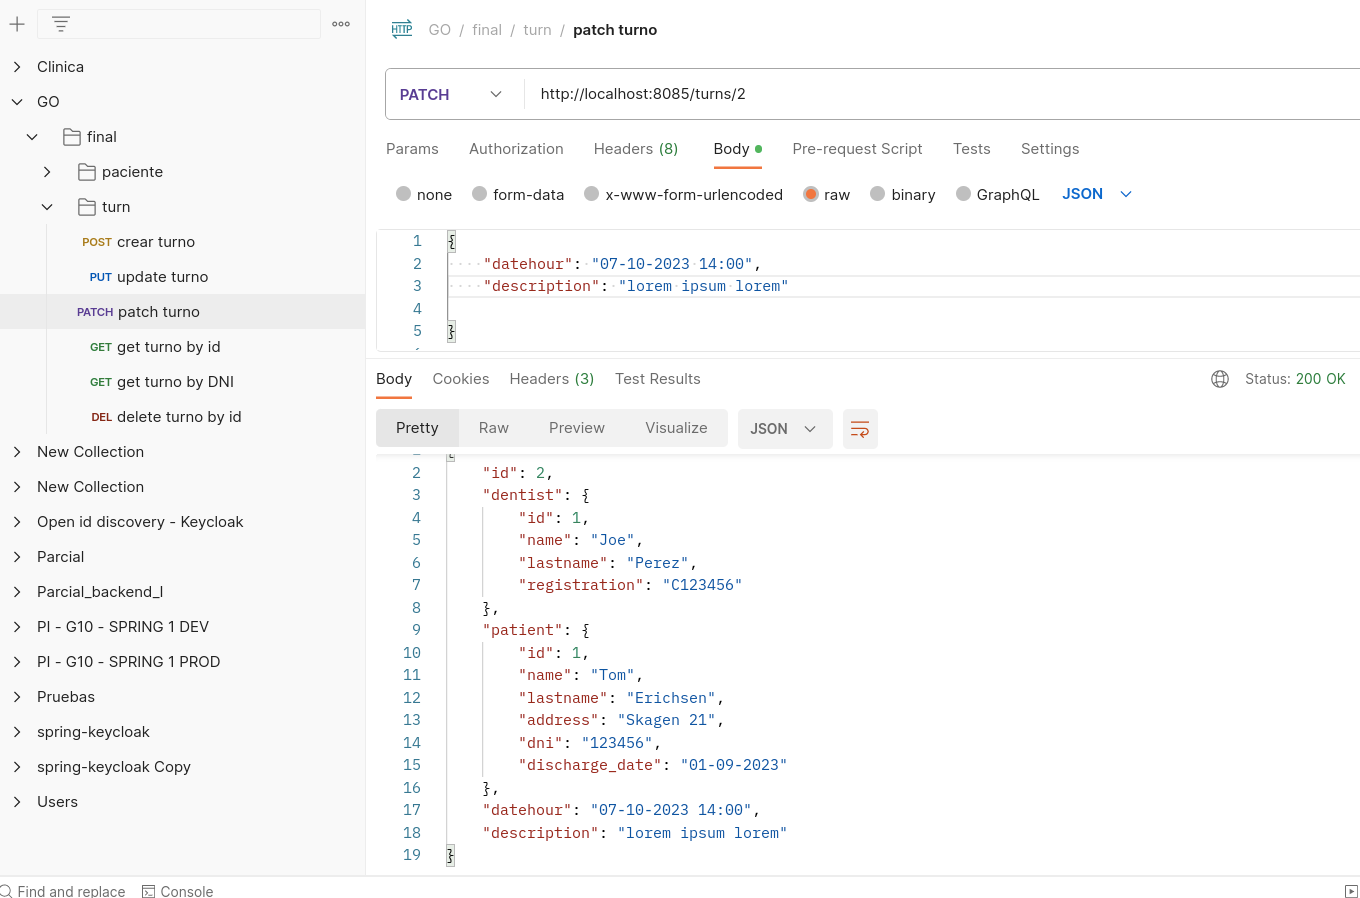 Clinica
GO
final
paciente
turn
POST crear turno
PUT update turno
PATCH patch turno
GET get turno by id
GET get turno by DNI
DEL delete turno by id
New Collection
New Collection
Open id discovery - Keycloak
Parcial
Parcial_backend_I
PI - G10 - SPRING 1 DEV
PI - G10 - SPRING 1 PROD
Pruebas
spring-keycloak
spring-keycloak Copy
Users
HTTP GO / final / turn / patch turno
PATCH http://localhost:8085/turns/2
Params Authorization Headers (8) Body Pre-request Script Tests Settings
none form-data x-www-form-urlencoded raw binary GraphQL JSON
1 {
2 "datehour": "07-10-2023 14:00",
3 "description": "lorem ipsum lorem"
4
5 }
Body Cookies Headers (3) Test Results Status: 200 OK
Pretty Raw Preview Visualize JSON
2 "id": 2,
3 "dentist": {
4 "id": 1,
5 "name": "Joe",
6 "lastname": "Perez",
7 "registration": "C123456"
8 },
9 "patient": {
10 "id": 1,
11 "name": "Tom",
12 "lastname": "Erichsen",
13 "address": "Skagen 21",
14 "dni": "123456",
15 "discharge_date": "01-09-2023"
16 },
17 "datehour": "07-10-2023 14:00",
18 "description": "lorem ipsum lorem"
19 }
Find and replace Console